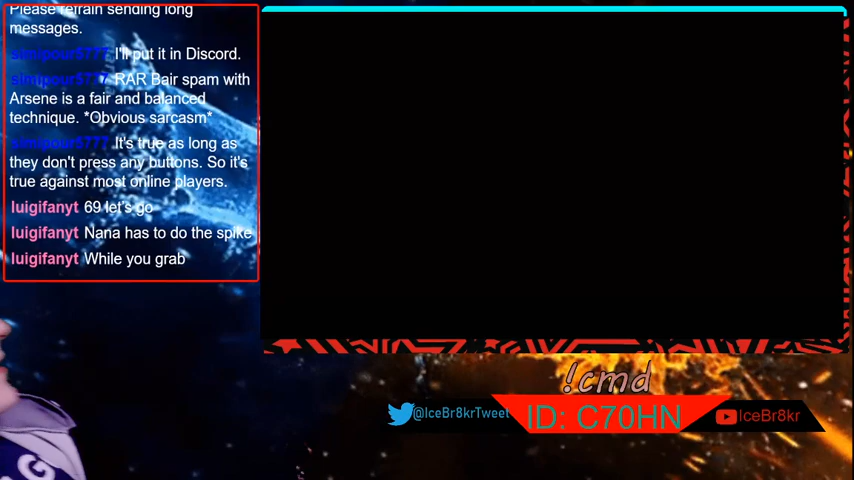 Please refrain sending long
messages.
simipour5777 I'll put it in Discord.
simipour5777 RAR Bair spam with
Arsene is a fair and balanced
technique. *Obvious sarcasm*
simipour5777 It's true as long as
they don't press any buttons. So it's
true against most online players.
luigifanyt 69 let's go
luigifanyt Nana has to do the spike
luigifanyt While you grab
!cmd
@IceBr8krTweet
ID: C70HN
IceBr8kr